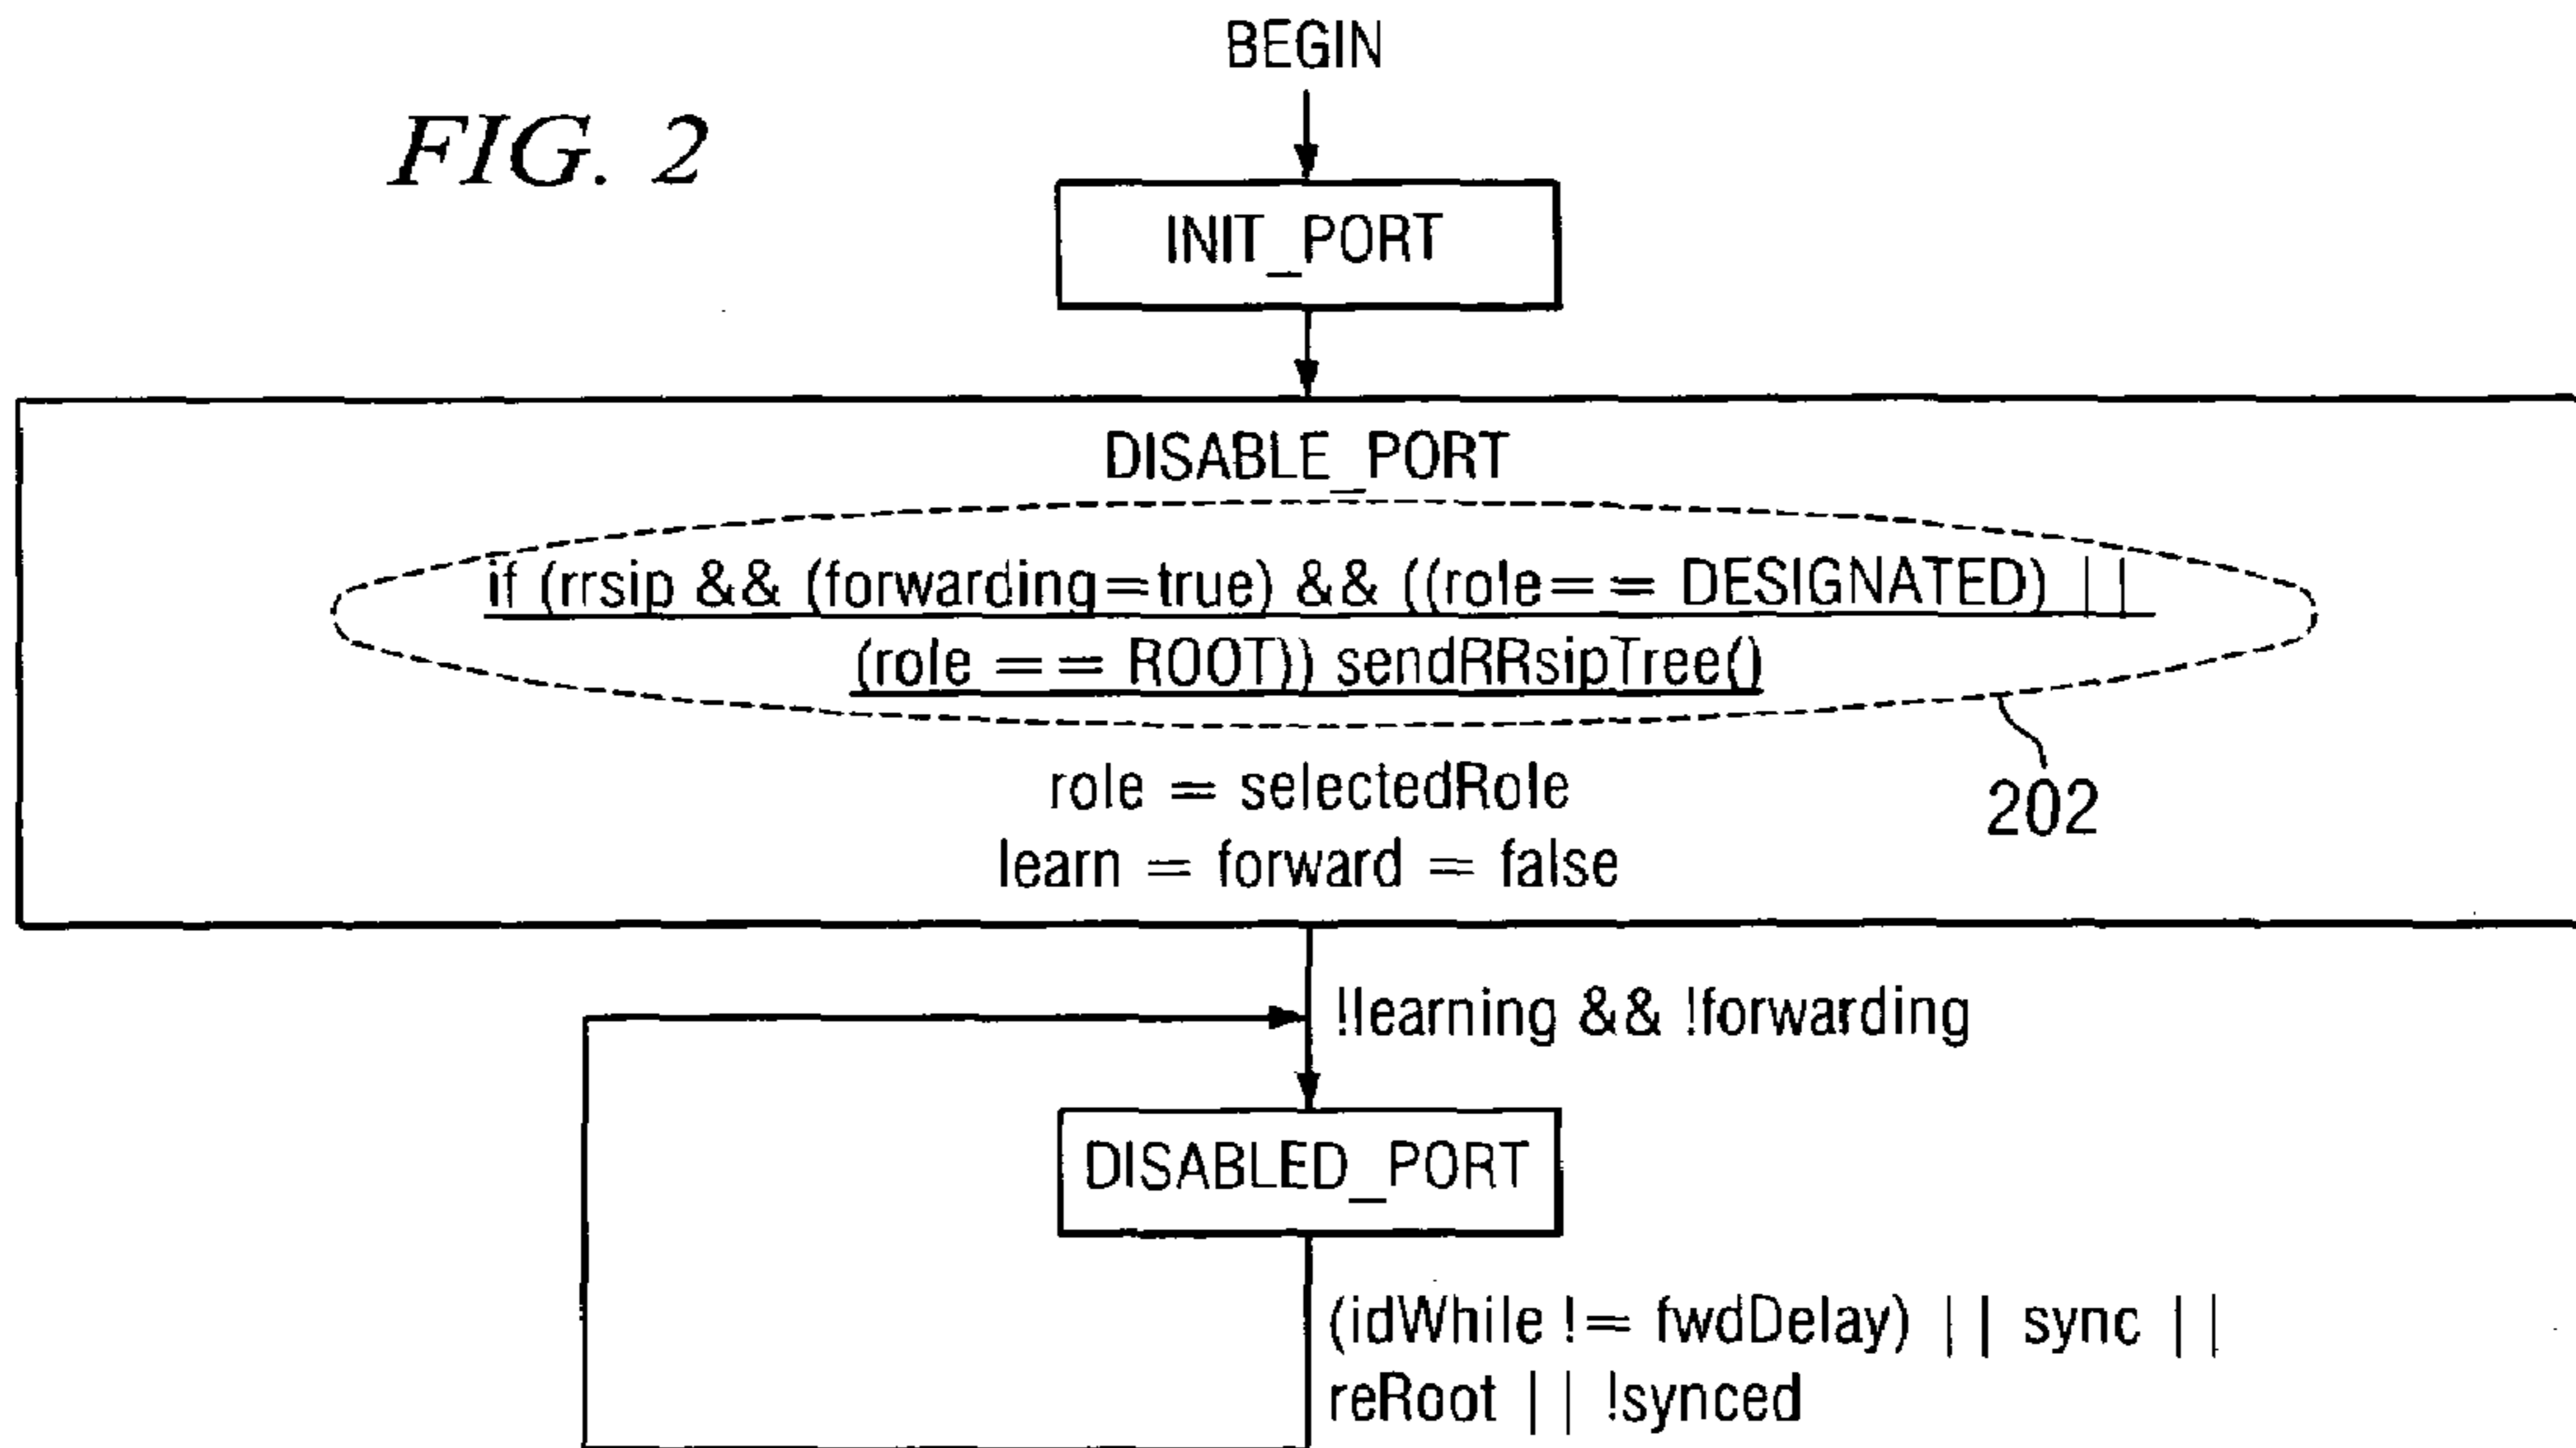 BEGIN
FIG. 2
INIT_PORT
DISABLE_PORT
if (rrsip && (forwarding=true) && ((role== DESIGNATED) ||
(role == ROOT)) sendRRsipTree()
role = selectedRole
202
learn = forward = false
!learning && !forwarding
DISABLED_PORT
(idWhile != fwdDelay) || sync ||
reRoot || !synced